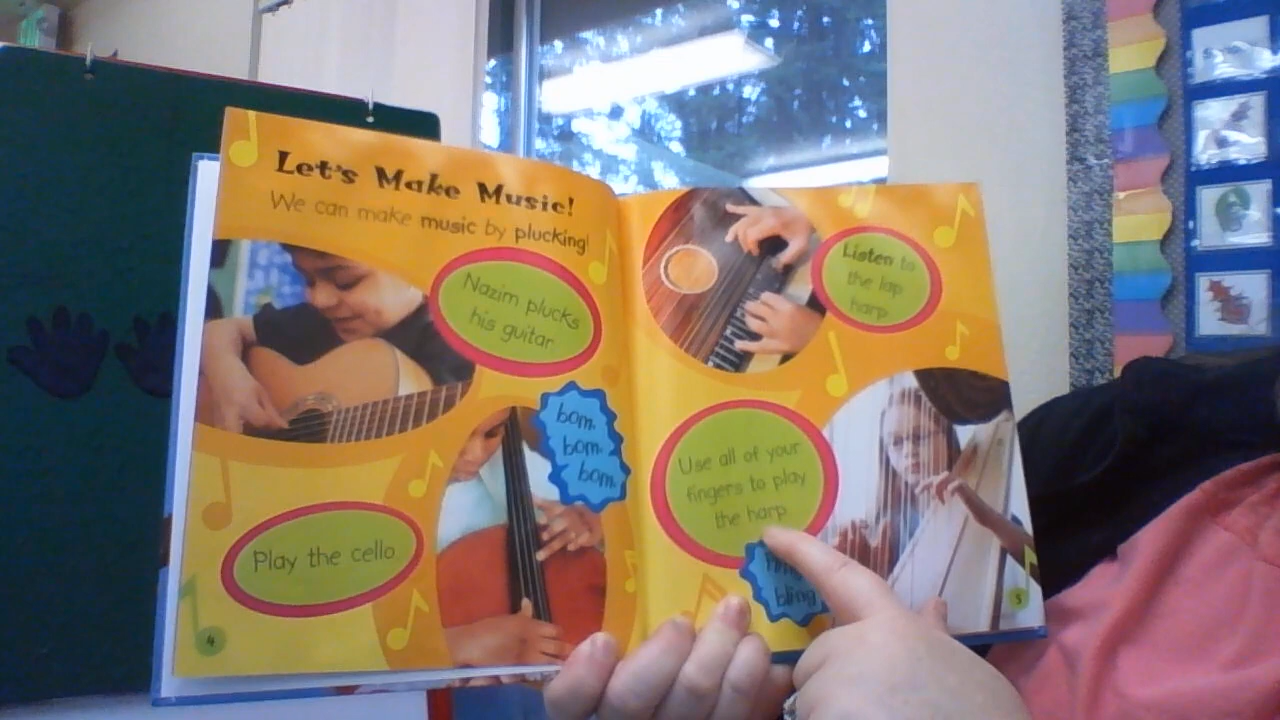 Let's Make Music!
We can make music by plucking!
Nazim plucks
his guitar
bom.
bom.
bom.
Play the cello
4
Listen to
the lap
harp
Use all of your
fingers to play
the harp
bling
5